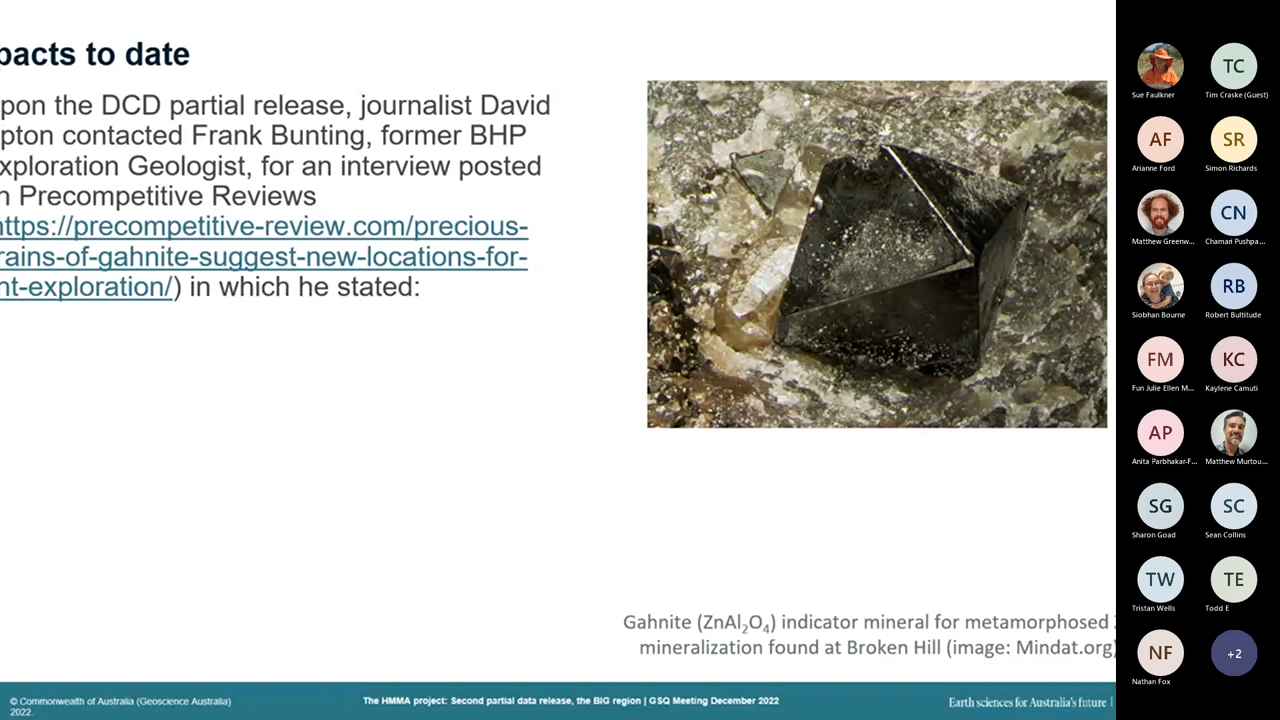 pacts to date
pon the DCD partial release, journalist David
pton contacted Frank Bunting, former BHP
xploration Geologist, for an interview posted
n Precompetitive Reviews
https://precompetitive-review.com/precious-
rains-of-gahnite-suggest-new-locations-for-
nt-exploration/) in which he stated:
Gahnite (ZnAl₂O₄) indicator mineral for metamorphosed
mineralization found at Broken Hill (image: Mindat.org)
© Commonwealth of Australia (Geoscience Australia)
2022.
The HMMA project: Second partial data release, the BIG region | GSQ Meeting December 2022
Earth sciences for Australia's future |
Sue Faulkner
TC
Tim Craske (Guest)
AF
Arianne Ford
SR
Simon Richards
Matthew Greenw...
CN
Chamari Pushpa...
Siobhan Bourne
RB
Robert Bultitude
FM
Fun Julie Ellen M...
KC
Kaylene Camuti
AP
Anita Parbhakar-F...
Matthew Murtou...
SG
Sharon Goad
SC
Sean Collins
TW
Tristan Wells
TE
Todd E
NF
Nathan Fox
+2